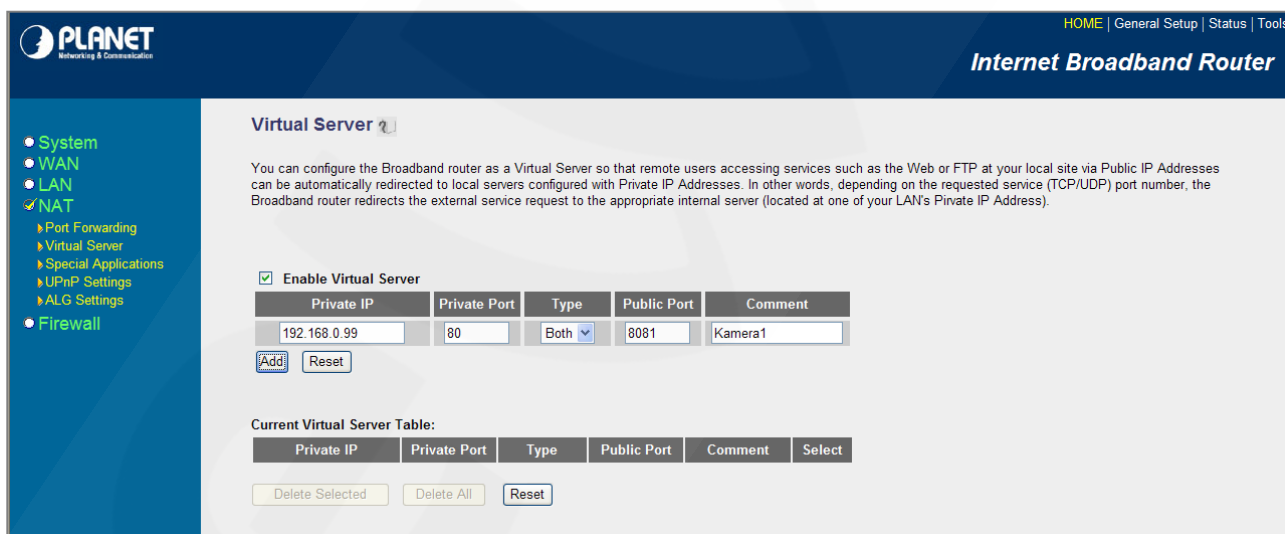 PLANET
Networking & Communication
HOME | General Setup | Status | Tools
Internet Broadband Router
System
WAN
LAN
NAT
Port Forwarding
Virtual Server
Special Applications
UPnP Settings
ALG Settings
Firewall
Virtual Server
You can configure the Broadband router as a Virtual Server so that remote users accessing services such as the Web or FTP at your local site via Public IP Addresses
can be automatically redirected to local servers configured with Private IP Addresses. In other words, depending on the requested service (TCP/UDP) port number, the
Broadband router redirects the external service request to the appropriate internal server (located at one of your LAN's Pirvate IP Address).
Enable Virtual Server
Private IP Private Port Type Public Port Comment
192.168.0.99 80 Both 8081 Kamera1
Add Reset
Current Virtual Server Table:
Private IP Private Port Type Public Port Comment Select
Delete Selected Delete All Reset